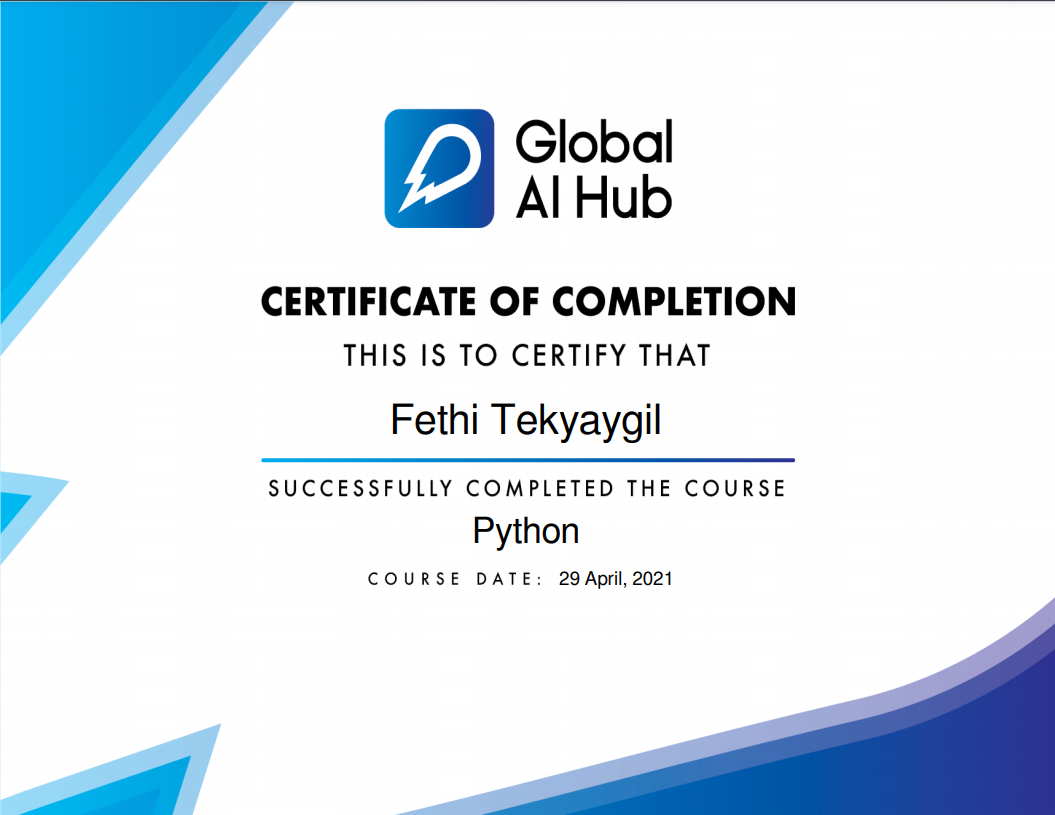 Global
AI Hub
CERTIFICATE OF COMPLETION
THIS IS TO CERTIFY THAT
Fethi Tekyaygil
SUCCESSFULLY COMPLETED THE COURSE
Python
COURSE DATE: 29 April, 2021